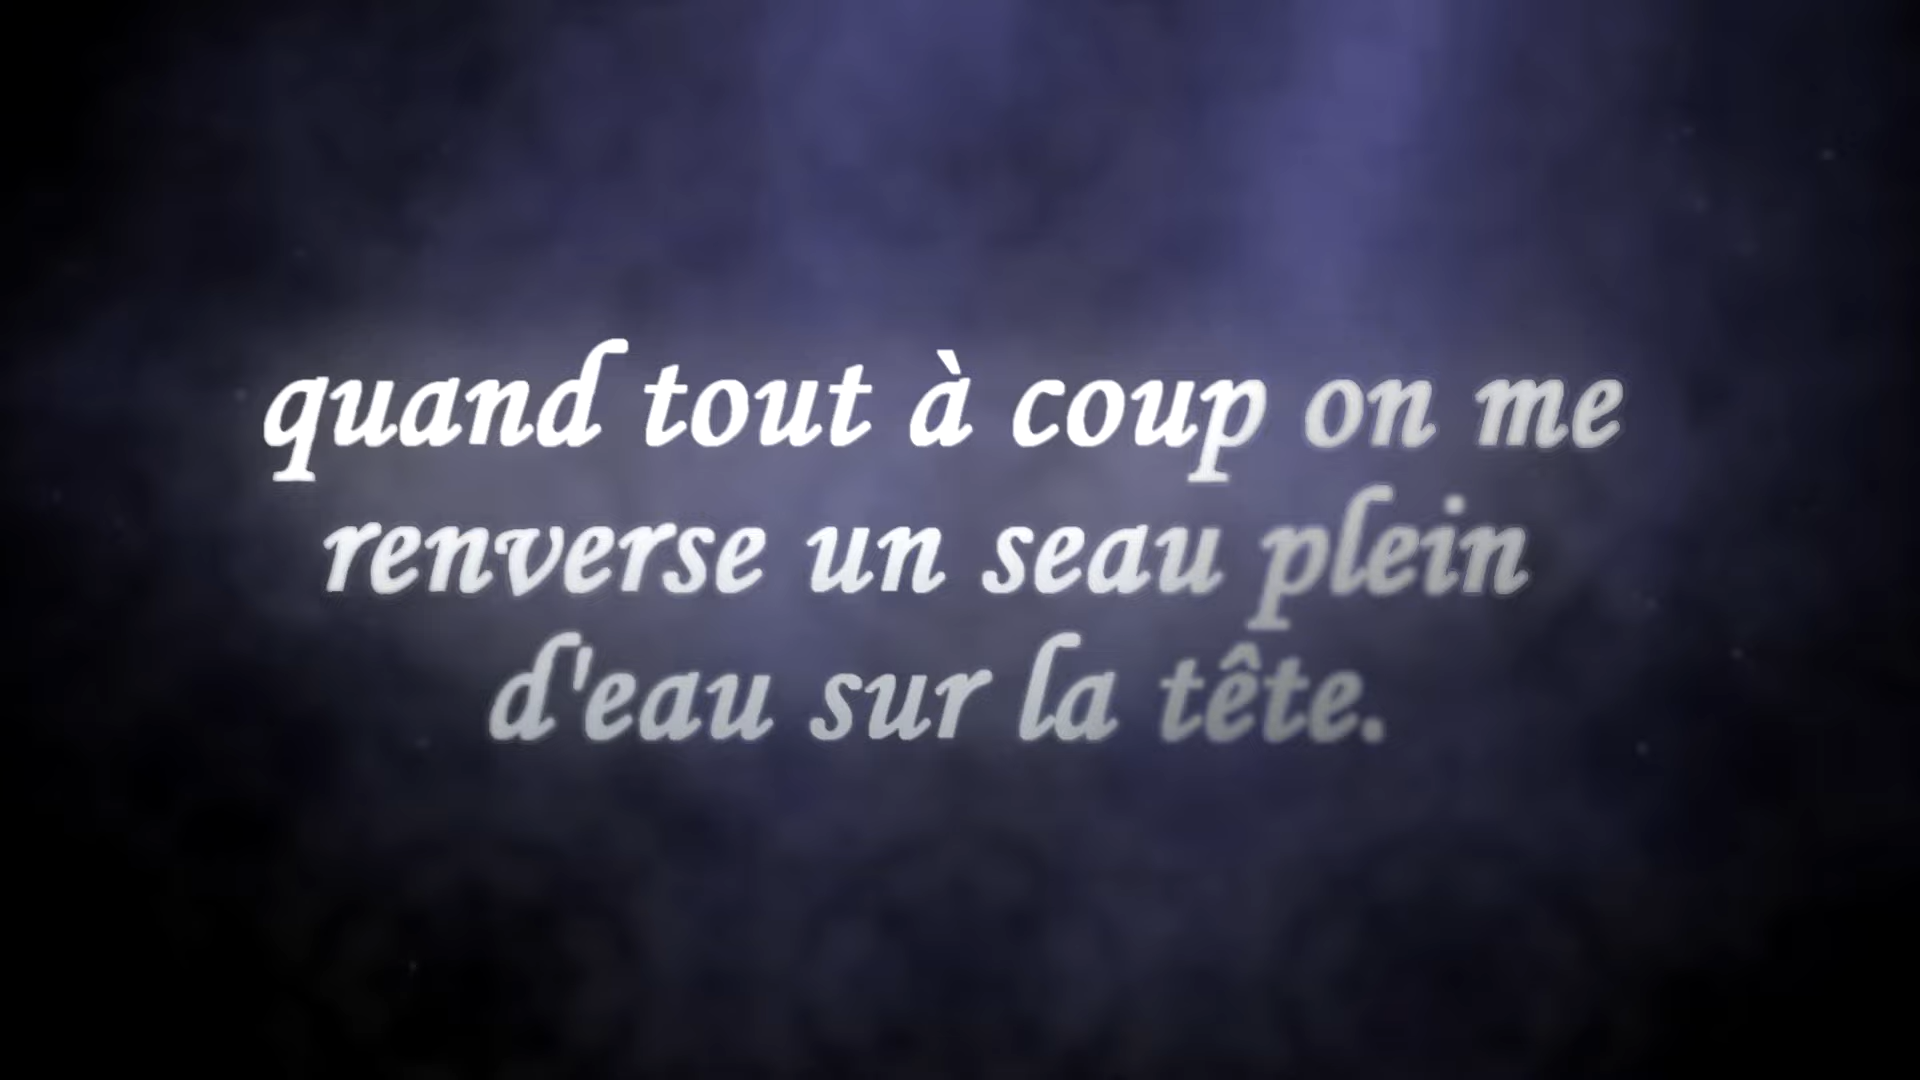 quand tout à coup on me
renverse un seau plein
d'eau sur la tête.